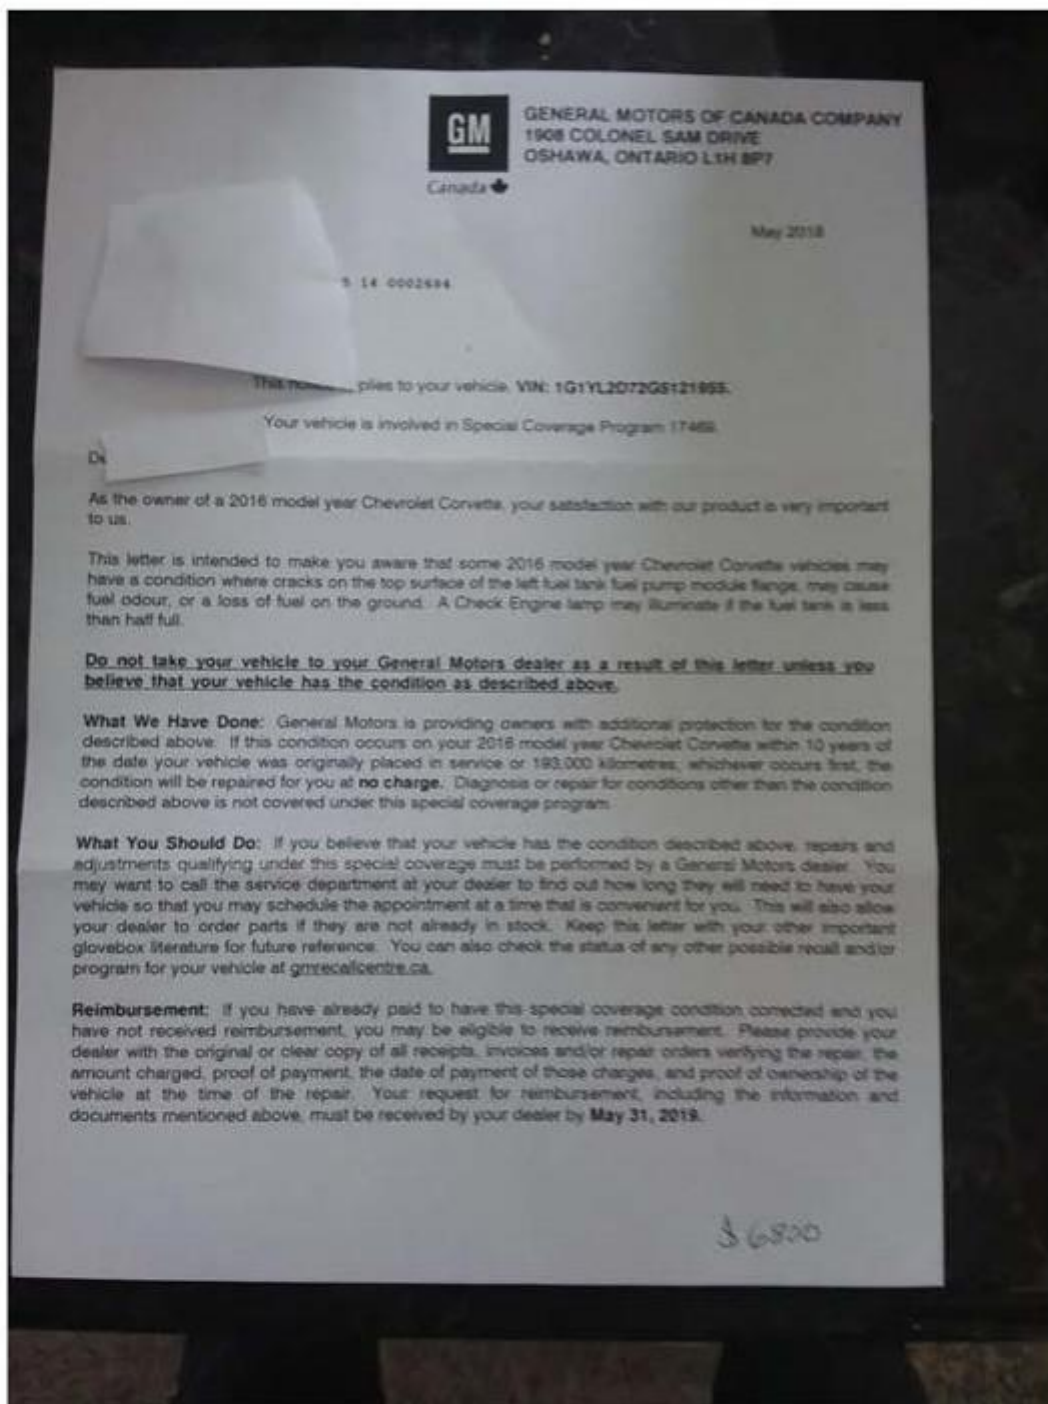 GM
GENERAL MOTORS OF CANADA COMPANY
1908 COLONEL SAM DRIVE
OSHAWA, ONTARIO L1H 8P7
Canada
May 2018
5 14 0002684
This plies to your vehicle, VIN:
Your vehicle is involved in Special Coverage Program 17469.
De
As the owner of a 2016 model year Chevrolet Corvette, your satisfaction with our product is very important
to us.
This letter is intended to make you aware that some 2016 model year Chevrolet Corvette vehicles may
have a condition where cracks on the top surface of the left fuel tank fuel pump module flange, may cause
fuel odour, or a loss of fuel on the ground. A Check Engine lamp may illuminate if the fuel tank is less
than half full.
Do not take your vehicle to your General Motors dealer as a result of this letter unless you
believe that your vehicle has the condition as described above.
What We Have Done: General Motors is providing owners with additional protection for the condition
described above. If this condition occurs on your 2016 model year Chevrolet Corvette within 10 years of
the date your vehicle was originally placed in service or 193,000 kilometres, whichever occurs first, the
condition will be repaired for you at no charge. Diagnosis or repair for conditions other than the condition
described above is not covered under this special coverage program.
What You Should Do: If you believe that your vehicle has the condition described above, repairs and
adjustments qualifying under this special coverage must be performed by a General Motors dealer. You
may want to call the service department at your dealer to find out how long they will need to have your
vehicle so that you may schedule the appointment at a time that is convenient for you. This will also allow
your dealer to order parts if they are not already in stock. Keep this letter with your other important
glovebox literature for future reference. You can also check the status of any other possible recall and/or
program for your vehicle at gmrecallcentre.ca.
Reimbursement: If you have already paid to have this special coverage condition corrected and you
have not received reimbursement, you may be eligible to receive reimbursement. Please provide your
dealer with the original or clear copy of all receipts, invoices and/or repair orders verifying the repair, the
amount charged, proof of payment, the date of payment of those charges, and proof of ownership of the
vehicle at the time of the repair. Your request for reimbursement, including the information and
documents mentioned above, must be received by your dealer by May 31, 2019.
$6800